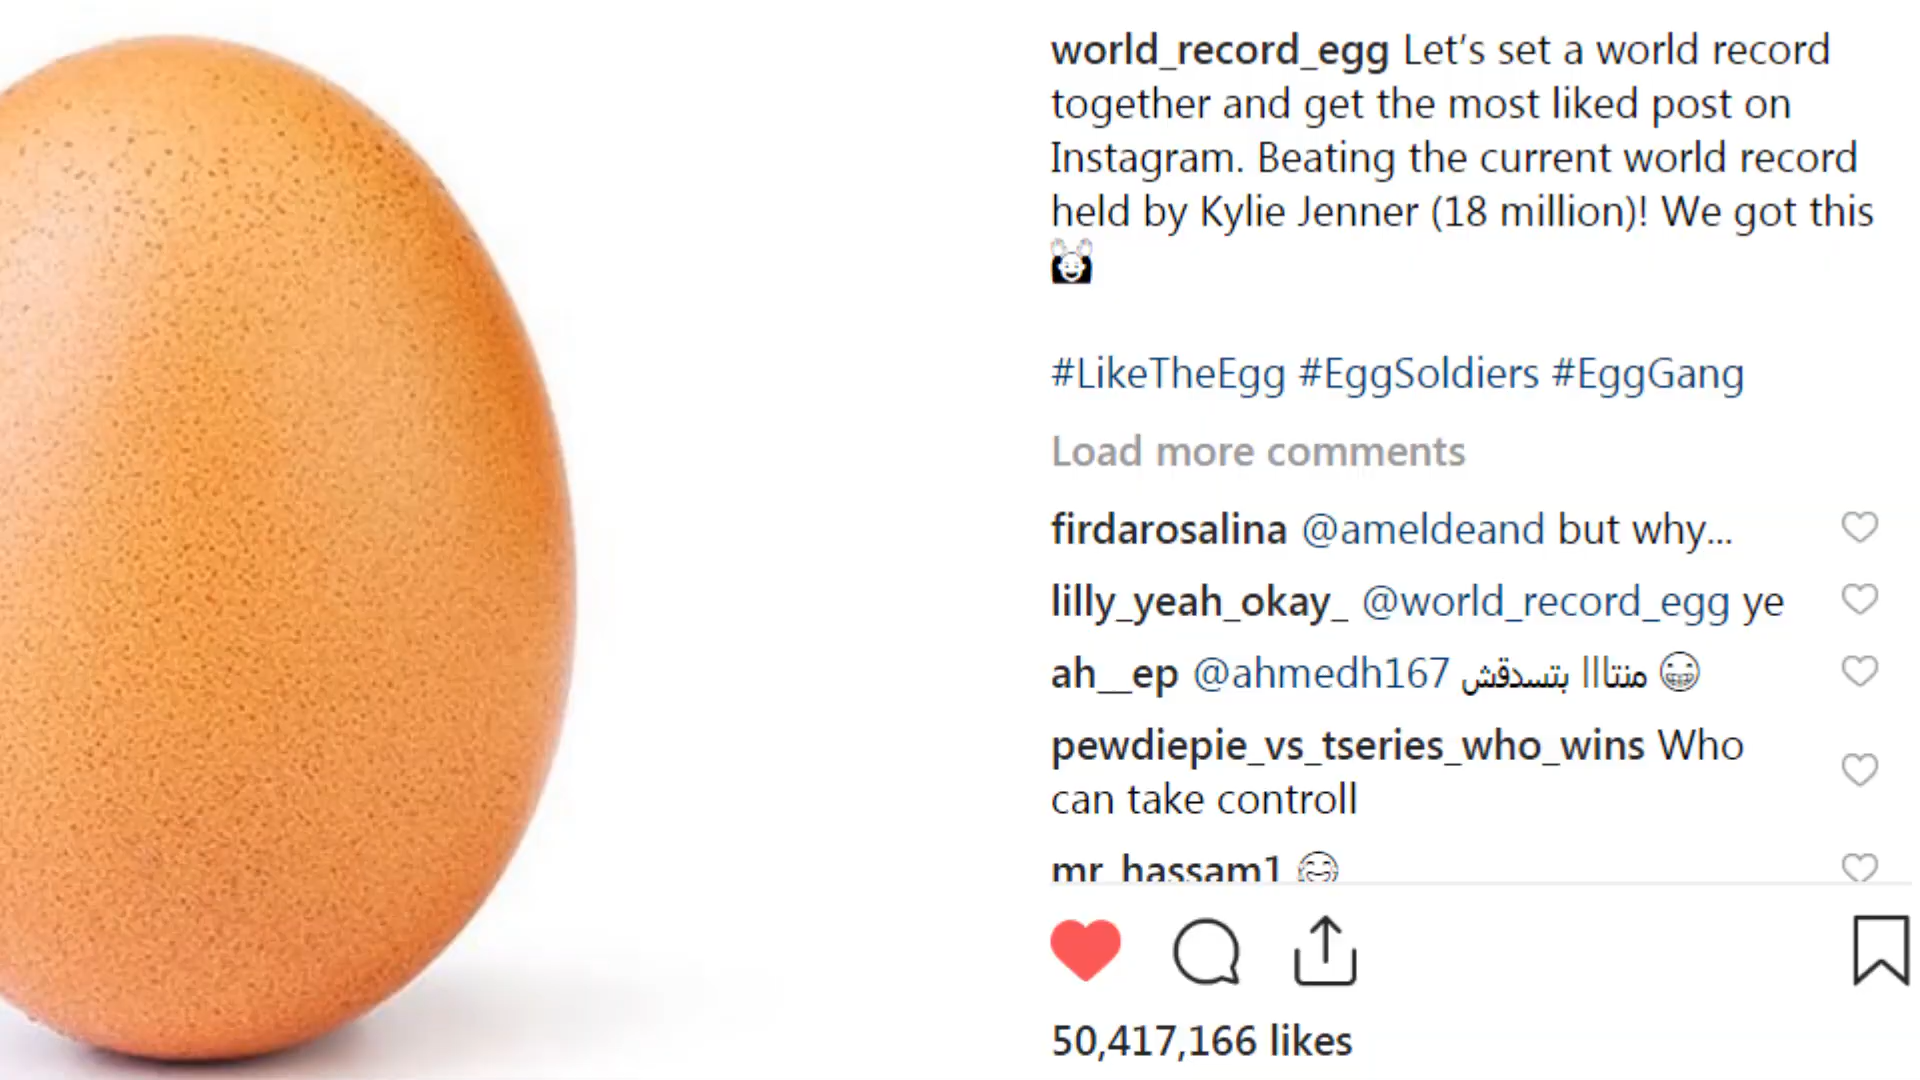 world_record_egg Let's set a world record
together and get the most liked post on
Instagram. Beating the current world record
held by Kylie Jenner (18 million)! We got this
🙌
#LikeTheEgg #EggSoldiers #EggGang
Load more comments
firdarosalina @ameldeand but why...
lilly_yeah_okay_ @world_record_egg ye
ah__ep @ahmedh167 منتااا بتسدقش 😂
pewdiepie_vs_tseries_who_wins Who
can take controll
mr_hassam1 😂
50,417,166 likes